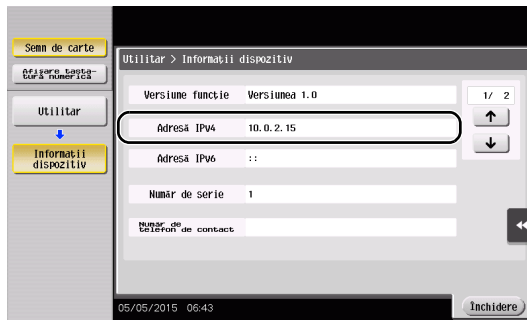 Semn de carte
Afişare tasta-
tură numerică
Utilitar
Informaţii
dispozitiv
Utilitar > Informaţii dispozitiv
Versiune funcţie Versiunea 1.0
1/ 2
Adresă IPv4 10.0.2.15
Adresă IPv6 ::
Număr de serie 1
Număr de
telefon de contact
05/05/2015 06:43
Închidere